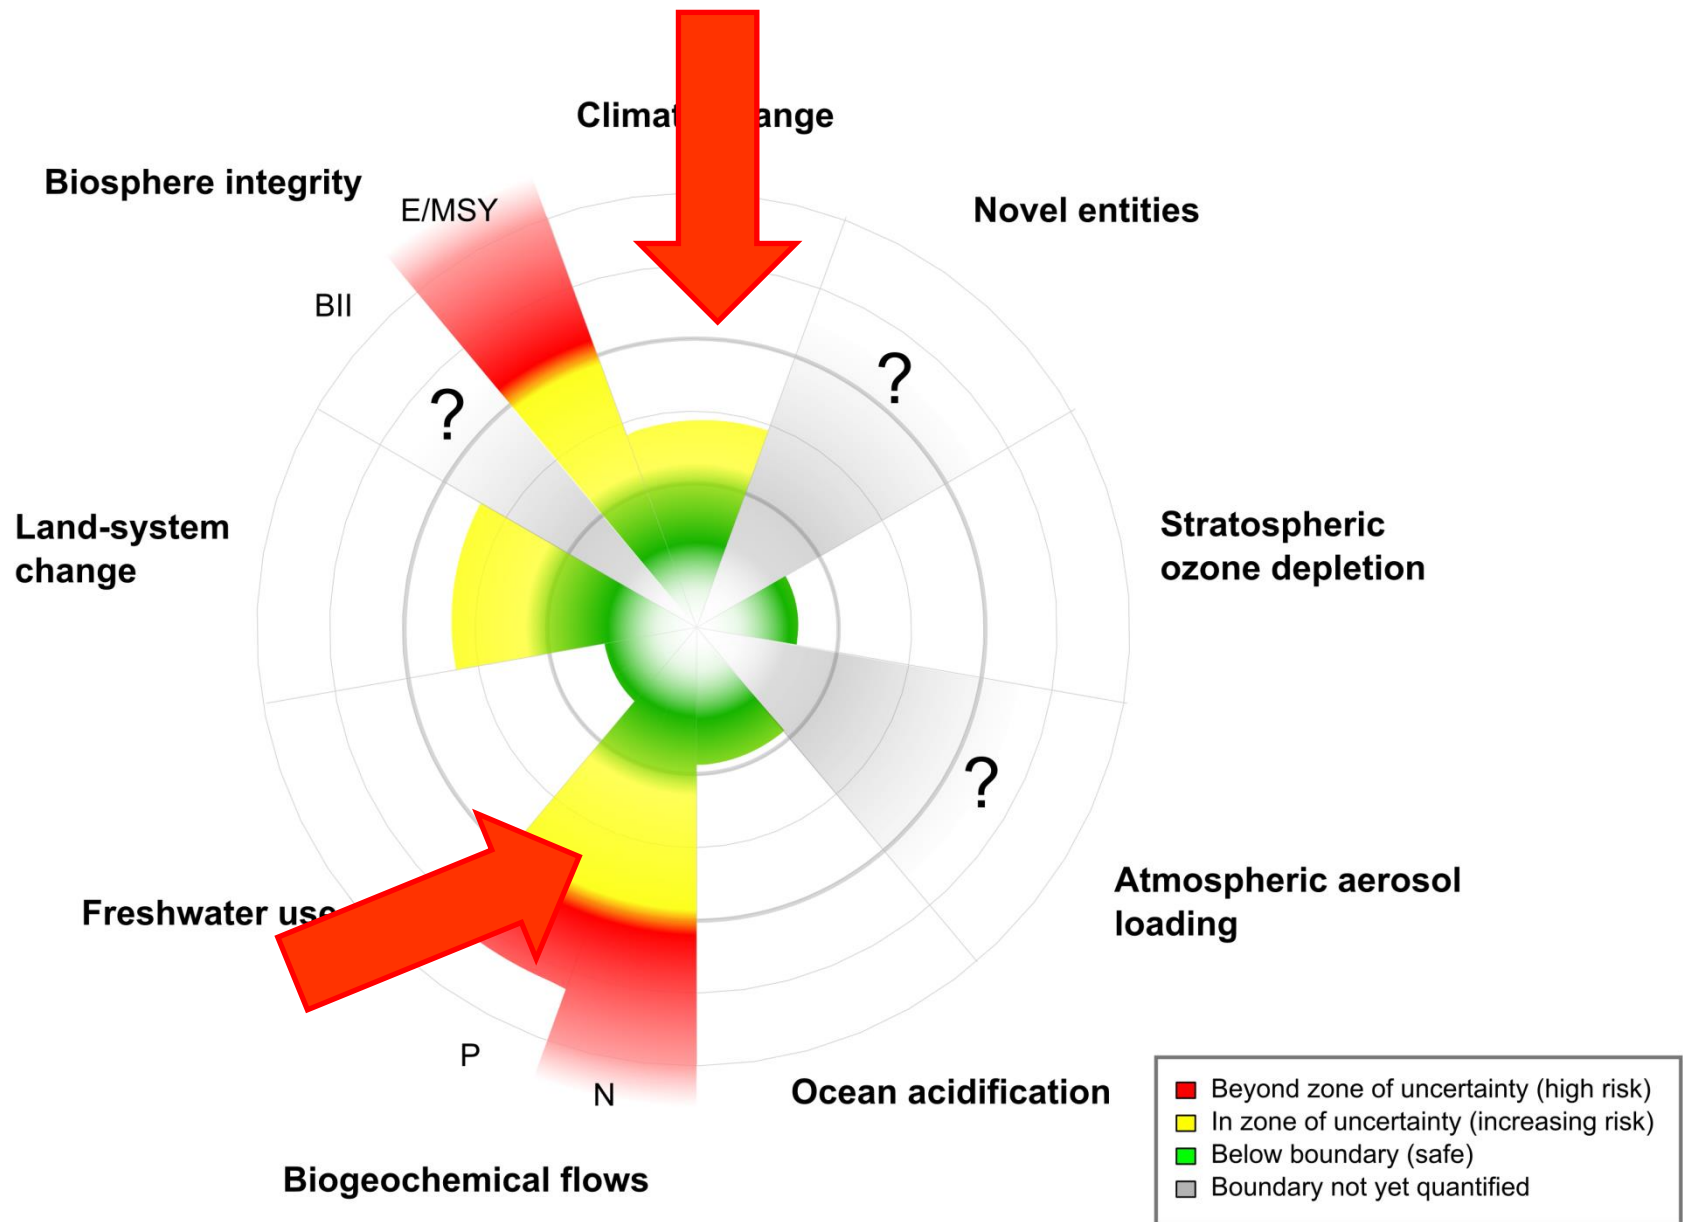 Climat ange
Biosphere integrity
E/MSY
Novel entities
BII
?
?
Land-system
change
Stratospheric
ozone depletion
?
Freshwater use
Atmospheric aerosol
loading
P
N
Ocean acidification
Biogeochemical flows
Beyond zone of uncertainty (high risk)
In zone of uncertainty (increasing risk)
Below boundary (safe)
Boundary not yet quantified